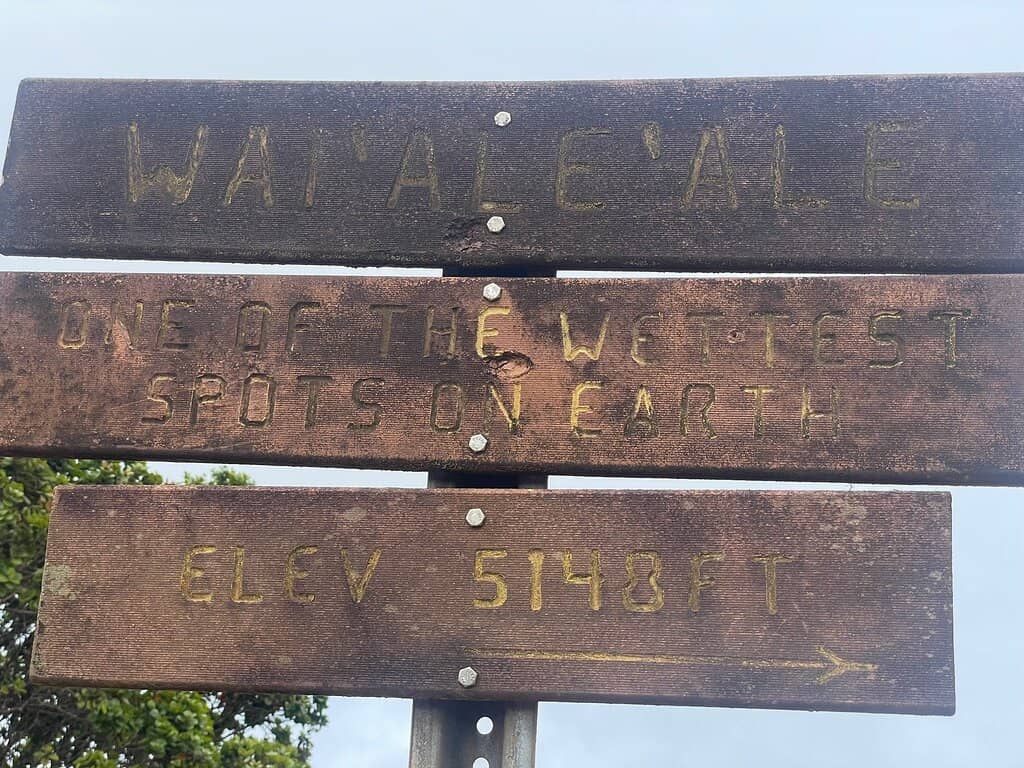 WAI'ALE'ALE
ONE OF THE WETTEST
SPOTS ON EARTH
ELEV 5148FT